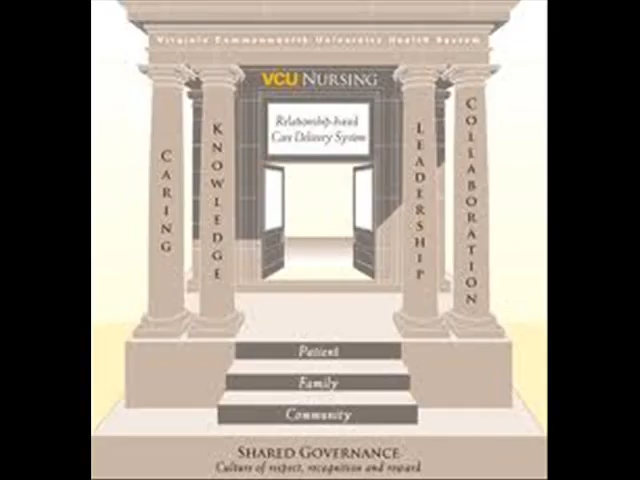 Virginia Commonwealth University Health System
VCU NURSING
Relationship-based
Care Delivery System
CARING
KNOWLEDGE
LEADERSHIP
COLLABORATION
Patient
Family
Community
SHARED GOVERNANCE
Culture of respect, recognition and reward